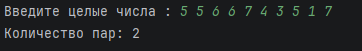 Введите целые числа : 5 5 6 6 7 4 3 5 1 7
Количество пар: 2